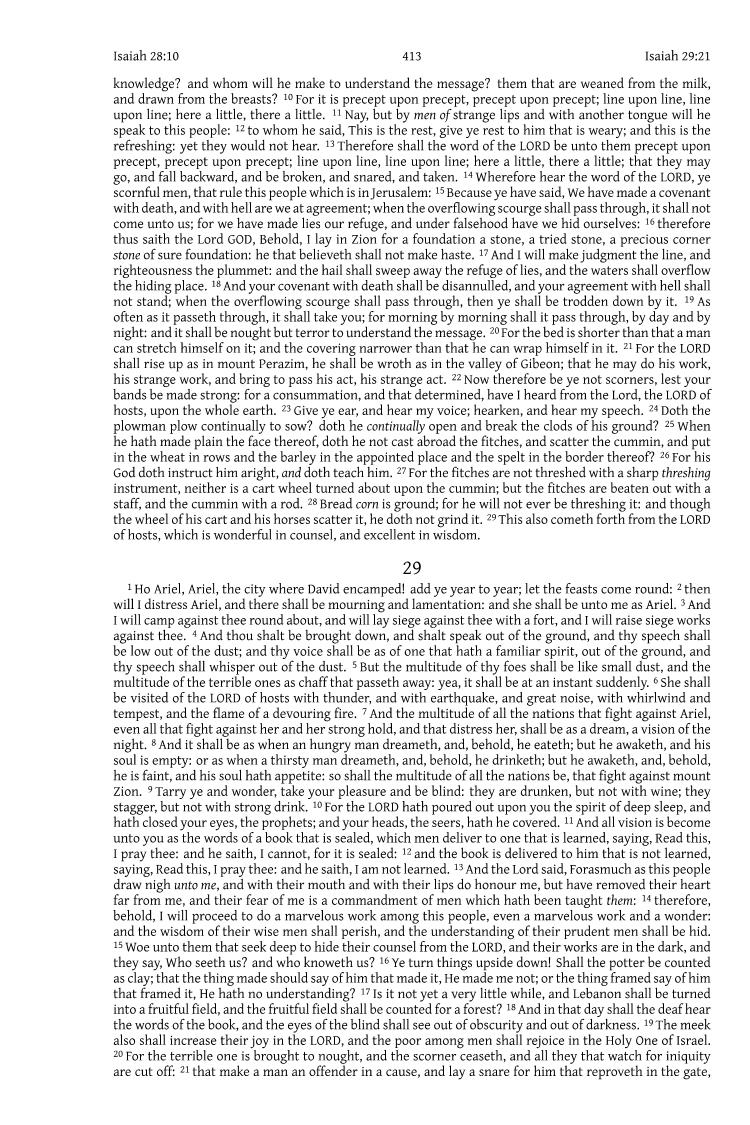 Isaiah 28:10 413 Isaiah 29:21
knowledge? and whom will he make to understand the message? them that are weaned from the milk,
and drawn from the breasts? 10 For it is precept upon precept, precept upon precept; line upon line, line
upon line; here a little, there a little. 11 Nay, but by men of strange lips and with another tongue will he
speak to this people: 12 to whom he said, This is the rest, give ye rest to him that is weary; and this is the
refreshing: yet they would not hear. 13 Therefore shall the word of the LORD be unto them precept upon
precept, precept upon precept; line upon line, line upon line; here a little, there a little; that they may
go, and fall backward, and be broken, and snared, and taken. 14 Wherefore hear the word of the LORD, ye
scornful men, that rule this people which is in Jerusalem: 15 Because ye have said, We have made a covenant
with death, and with hell are we at agreement; when the overflowing scourge shall pass through, it shall not
come unto us; for we have made lies our refuge, and under falsehood have we hid ourselves: 16 therefore
thus saith the Lord GOD, Behold, I lay in Zion for a foundation a stone, a tried stone, a precious corner
stone of sure foundation: he that believeth shall not make haste. 17 And I will make judgment the line, and
righteousness the plummet: and the hail shall sweep away the refuge of lies, and the waters shall overflow
the hiding place. 18 And your covenant with death shall be disannulled, and your agreement with hell shall
not stand; when the overflowing scourge shall pass through, then ye shall be trodden down by it. 19 As
often as it passeth through, it shall take you; for morning by morning shall it pass through, by day and by
night: and it shall be nought but terror to understand the message. 20 For the bed is shorter than that a man
can stretch himself on it; and the covering narrower than that he can wrap himself in it. 21 For the LORD
shall rise up as in mount Perazim, he shall be wroth as in the valley of Gibeon; that he may do his work,
his strange work, and bring to pass his act, his strange act. 22 Now therefore be ye not scorners, lest your
bands be made strong: for a consummation, and that determined, have I heard from the Lord, the LORD of
hosts, upon the whole earth. 23 Give ye ear, and hear my voice; hearken, and hear my speech. 24 Doth the
plowman plow continually to sow? doth he continually open and break the clods of his ground? 25 When
he hath made plain the face thereof, doth he not cast abroad the fitches, and scatter the cummin, and put
in the wheat in rows and the barley in the appointed place and the spelt in the border thereof? 26 For his
God doth instruct him aright, and doth teach him. 27 For the fitches are not threshed with a sharp threshing
instrument, neither is a cart wheel turned about upon the cummin; but the fitches are beaten out with a
staff, and the cummin with a rod. 28 Bread corn is ground; for he will not ever be threshing it: and though
the wheel of his cart and his horses scatter it, he doth not grind it. 29 This also cometh forth from the LORD
of hosts, which is wonderful in counsel, and excellent in wisdom.
29
1 Ho Ariel, Ariel, the city where David encamped! add ye year to year; let the feasts come round: 2 then
will I distress Ariel, and there shall be mourning and lamentation: and she shall be unto me as Ariel. 3 And
I will camp against thee round about, and will lay siege against thee with a fort, and I will raise siege works
against thee. 4 And thou shalt be brought down, and shalt speak out of the ground, and thy speech shall
be low out of the dust; and thy voice shall be as of one that hath a familiar spirit, out of the ground, and
thy speech shall whisper out of the dust. 5 But the multitude of thy foes shall be like small dust, and the
multitude of the terrible ones as chaff that passeth away: yea, it shall be at an instant suddenly. 6 She shall
be visited of the LORD of hosts with thunder, and with earthquake, and great noise, with whirlwind and
tempest, and the flame of a devouring fire. 7 And the multitude of all the nations that fight against Ariel,
even all that fight against her and her strong hold, and that distress her, shall be as a dream, a vision of the
night. 8 And it shall be as when an hungry man dreameth, and, behold, he eateth; but he awaketh, and his
soul is empty: or as when a thirsty man dreameth, and, behold, he drinketh; but he awaketh, and, behold,
he is faint, and his soul hath appetite: so shall the multitude of all the nations be, that fight against mount
Zion. 9 Tarry ye and wonder, take your pleasure and be blind: they are drunken, but not with wine; they
stagger, but not with strong drink. 10 For the LORD hath poured out upon you the spirit of deep sleep, and
hath closed your eyes, the prophets; and your heads, the seers, hath he covered. 11 And all vision is become
unto you as the words of a book that is sealed, which men deliver to one that is learned, saying, Read this,
I pray thee: and he saith, I cannot, for it is sealed: 12 and the book is delivered to him that is not learned,
saying, Read this, I pray thee: and he saith, I am not learned. 13 And the Lord said, Forasmuch as this people
draw nigh unto me, and with their mouth and with their lips do honour me, but have removed their heart
far from me, and their fear of me is a commandment of men which hath been taught them: 14 therefore,
behold, I will proceed to do a marvelous work among this people, even a marvelous work and a wonder:
and the wisdom of their wise men shall perish, and the understanding of their prudent men shall be hid.
15 Woe unto them that seek deep to hide their counsel from the LORD, and their works are in the dark, and
they say, Who seeth us? and who knoweth us? 16 Ye turn things upside down! Shall the potter be counted
as clay; that the thing made should say of him that made it, He made me not; or the thing framed say of him
that framed it, He hath no understanding? 17 Is it not yet a very little while, and Lebanon shall be turned
into a fruitful field, and the fruitful field shall be counted for a forest? 18 And in that day shall the deaf hear
the words of the book, and the eyes of the blind shall see out of obscurity and out of darkness. 19 The meek
also shall increase their joy in the LORD, and the poor among men shall rejoice in the Holy One of Israel.
20 For the terrible one is brought to nought, and the scorner ceaseth, and all they that watch for iniquity
are cut off: 21 that make a man an offender in a cause, and lay a snare for him that reproveth in the gate,